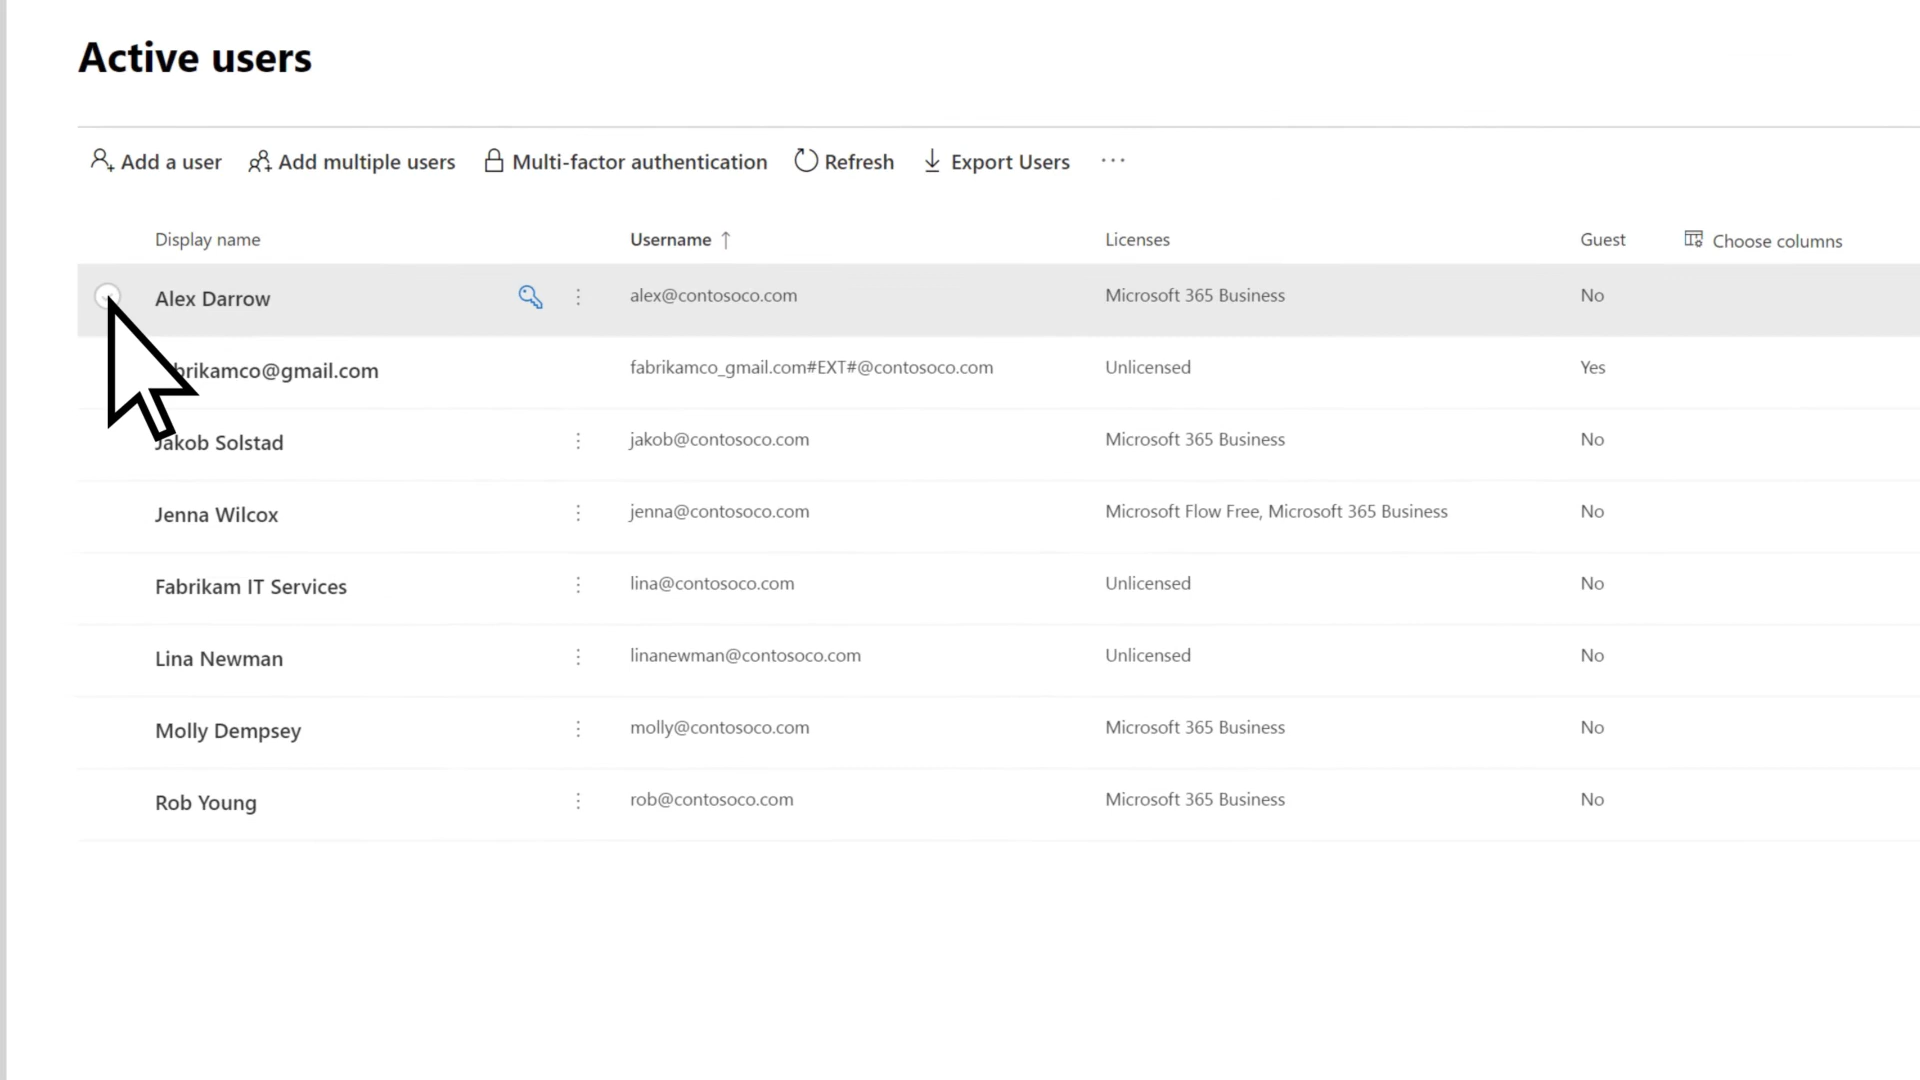 Active users
Add a user Add multiple users Multi-factor authentication Refresh Export Users ...
Display name Username ↑ Licenses Guest Choose columns
Alex Darrow alex@contosoco.com Microsoft 365 Business No
brikamco@gmail.com fabrikamco_gmail.com#EXT#@contosoco.com Unlicensed Yes
Jakob Solstad jakob@contosoco.com Microsoft 365 Business No
Jenna Wilcox jenna@contosoco.com Microsoft Flow Free, Microsoft 365 Business No
Fabrikam IT Services lina@contosoco.com Unlicensed No
Lina Newman linanewman@contosoco.com Unlicensed No
Molly Dempsey molly@contosoco.com Microsoft 365 Business No
Rob Young rob@contosoco.com Microsoft 365 Business No